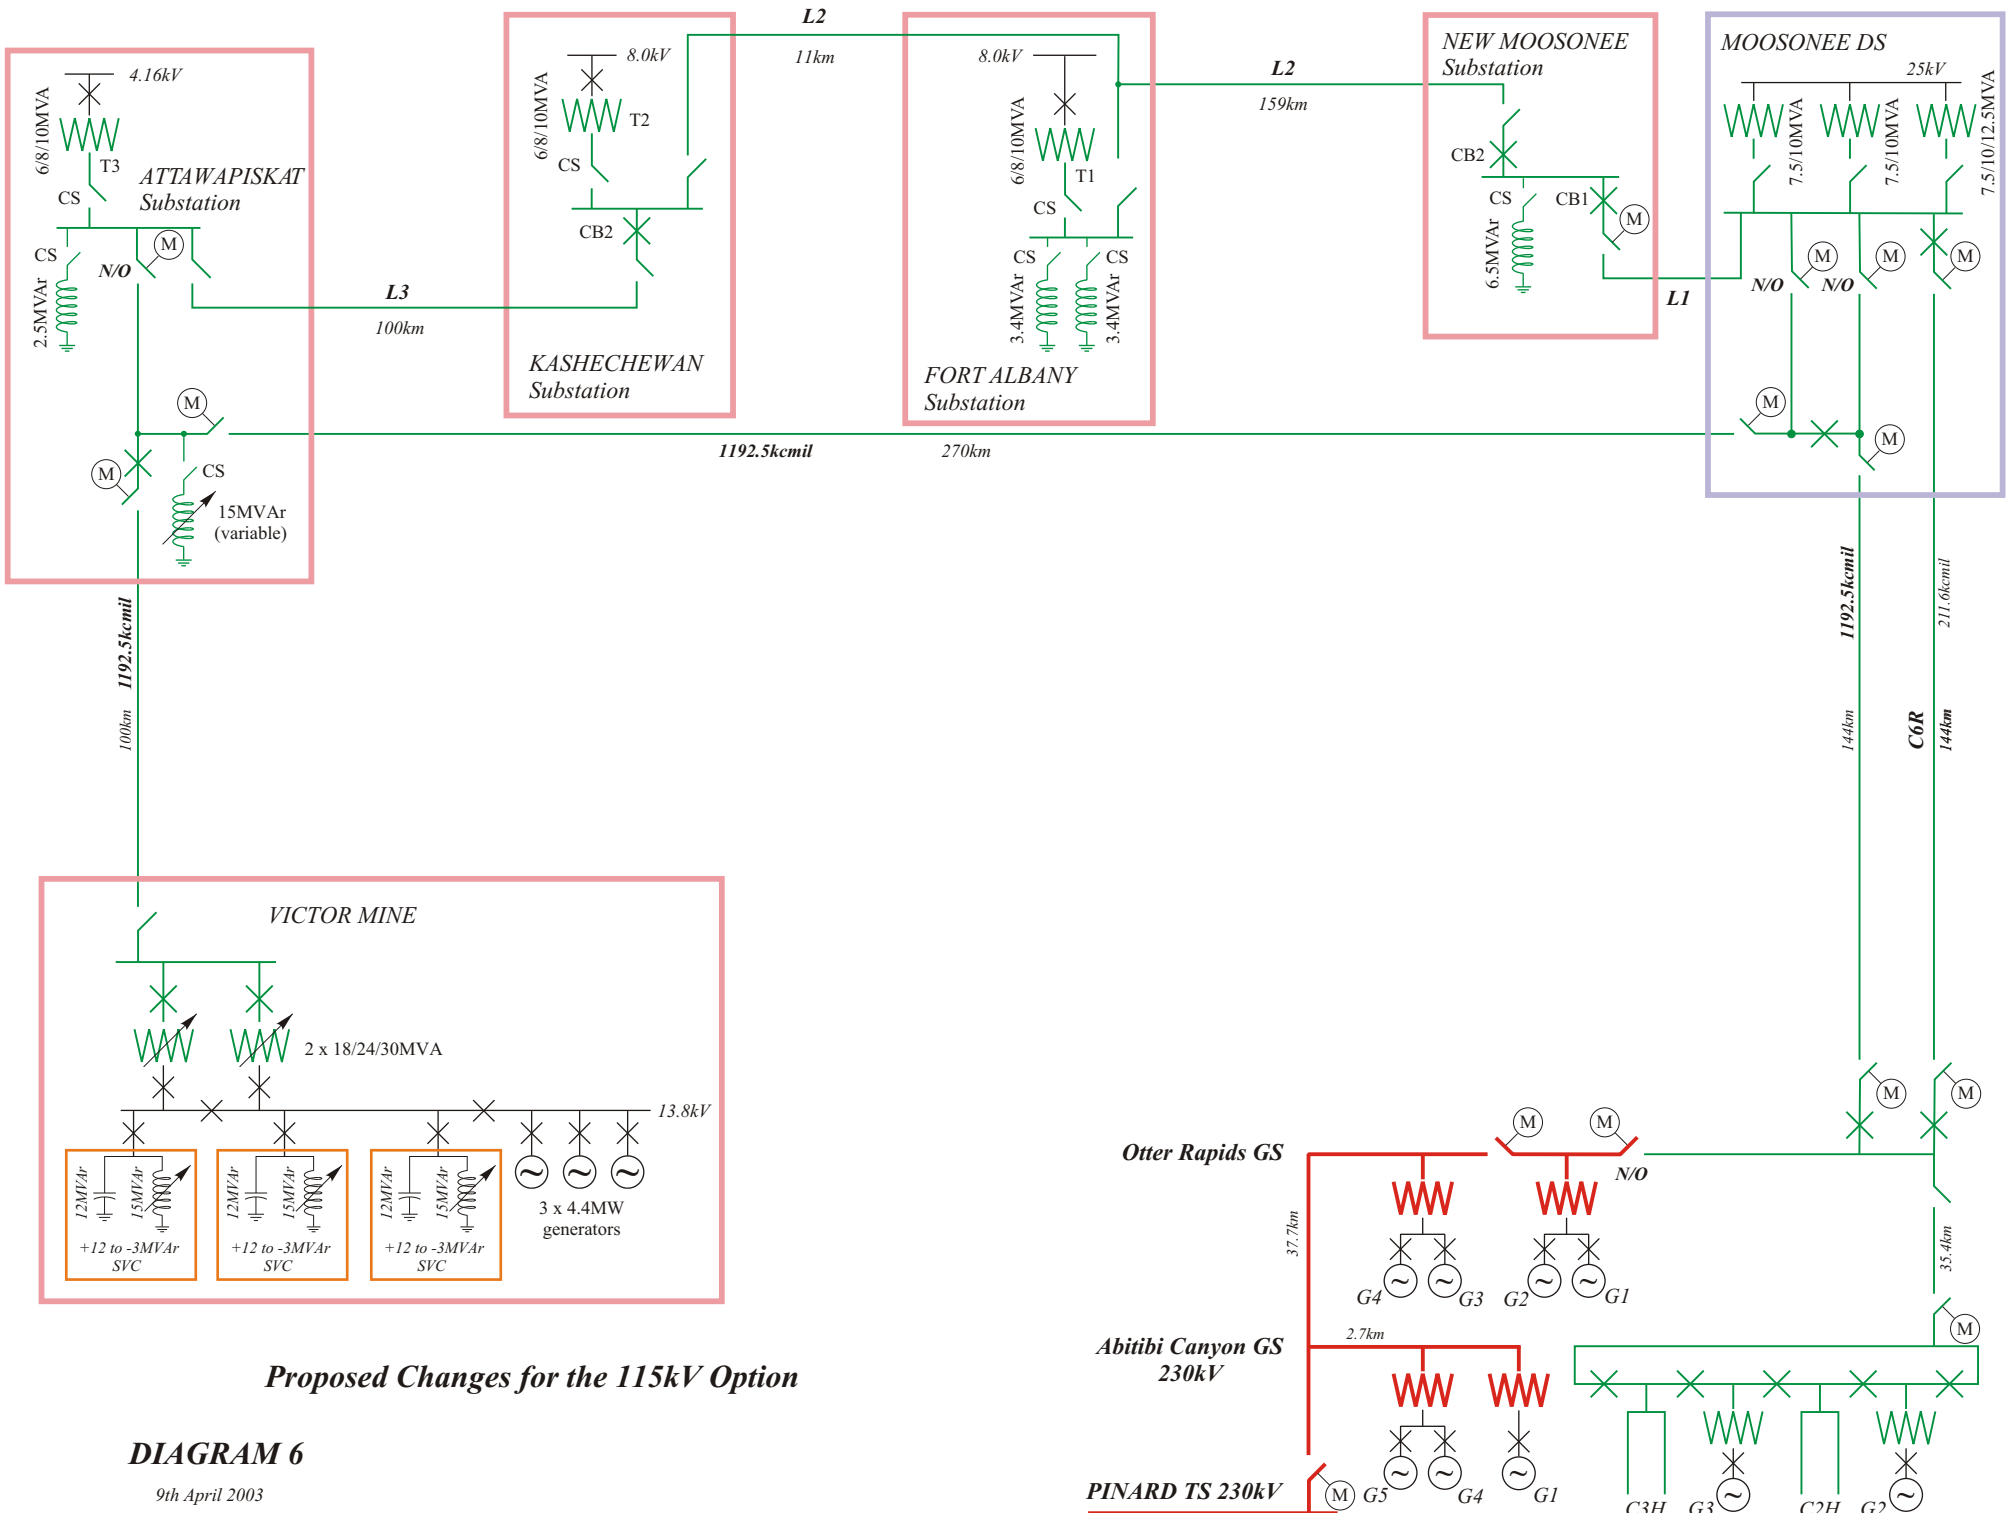 L2
11km
L2
159km
4.16kV
6/8/10MVA
T3
CS
ATTAWAPISKAT
Substation
CS
N/O
M
2.5MVAr
M
M
CS
15MVAr
(variable)
L3
100km
8.0kV
6/8/10MVA
T2
CS
CB2
KASHECHEWAN
Substation
8.0kV
6/8/10MVA
T1
CS
CS
CS
3.4MVAr
3.4MVAr
FORT ALBANY
Substation
NEW MOOSONEE
Substation
CB2
CS
CB1
M
6.5MVAr
L1
MOOSONEE DS
25kV
7.5/10MVA
7.5/10MVA
7.5/10/12.5MVA
M
M
M
N/O
N/O
M
M
1192.5kcmil
270km
1192.5kcmil
100km
1192.5kcmil
144km
211.6kcmil
C6R
144km
VICTOR MINE
2 x 18/24/30MVA
13.8kV
12MVAr
15MVAr
12MVAr
15MVAr
12MVAr
15MVAr
+12 to -3MVAr
SVC
+12 to -3MVAr
SVC
+12 to -3MVAr
SVC
3 x 4.4MW
generators
M
M
Otter Rapids GS
M
M
N/O
37.7km
G4
G3
G2
G1
35.4km
M
Abitibi Canyon GS
230kV
2.7km
G5
G4
G1
PINARD TS 230kV
M
C3H
G3
C2H
G2
Proposed Changes for the 115kV Option
DIAGRAM 6
9th April 2003